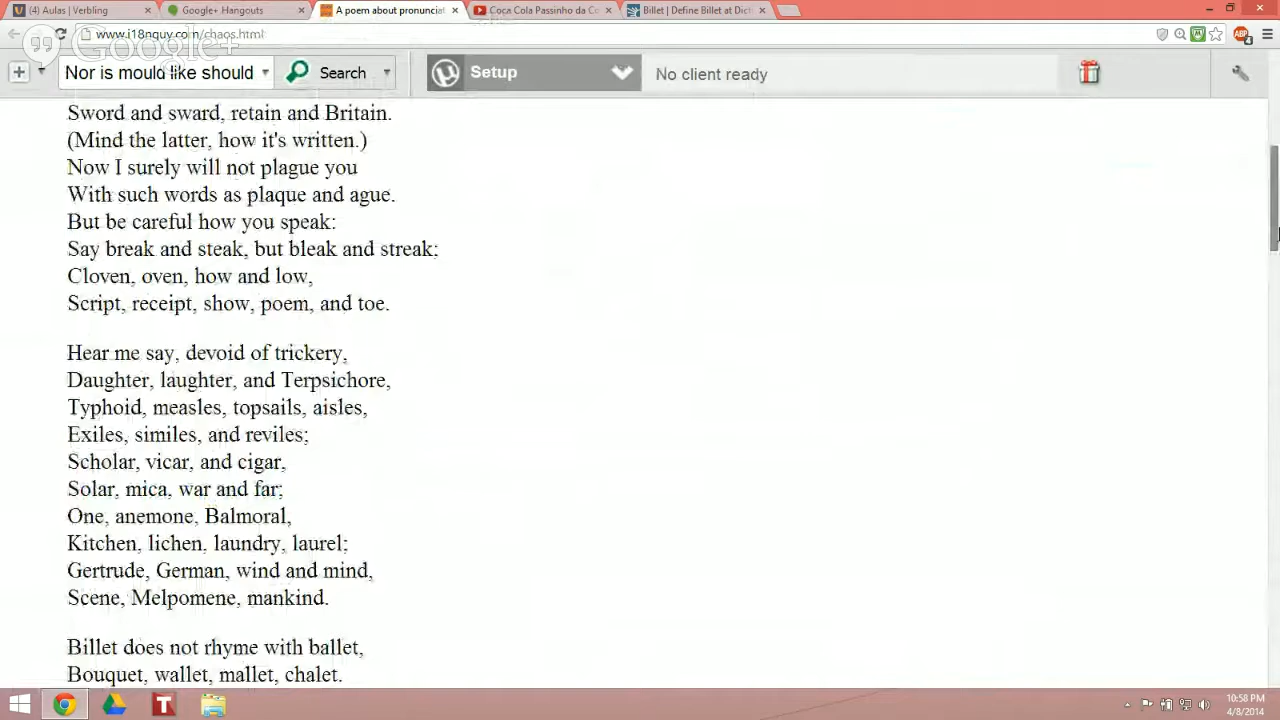 (4) Aulas | Verbling
Google+ Hangouts
A poem about pronunciat
Coca Cola Passinho da Co
Billet | Define Billet at Dict
Google+
www.i18nguy.com/chaos.html
ABP
Nor is mould like should
Search
Setup
No client ready
Sword and sward, retain and Britain.
(Mind the latter, how it's written.)
Now I surely will not plague you
With such words as plaque and ague.
But be careful how you speak:
Say break and steak, but bleak and streak;
Cloven, oven, how and low,
Script, receipt, show, poem, and toe.
Hear me say, devoid of trickery,
Daughter, laughter, and Terpsichore,
Typhoid, measles, topsails, aisles,
Exiles, similes, and reviles;
Scholar, vicar, and cigar,
Solar, mica, war and far;
One, anemone, Balmoral,
Kitchen, lichen, laundry, laurel;
Gertrude, German, wind and mind,
Scene, Melpomene, mankind.
Billet does not rhyme with ballet,
Bouquet, wallet, mallet, chalet.
10:58 PM
4/8/2014